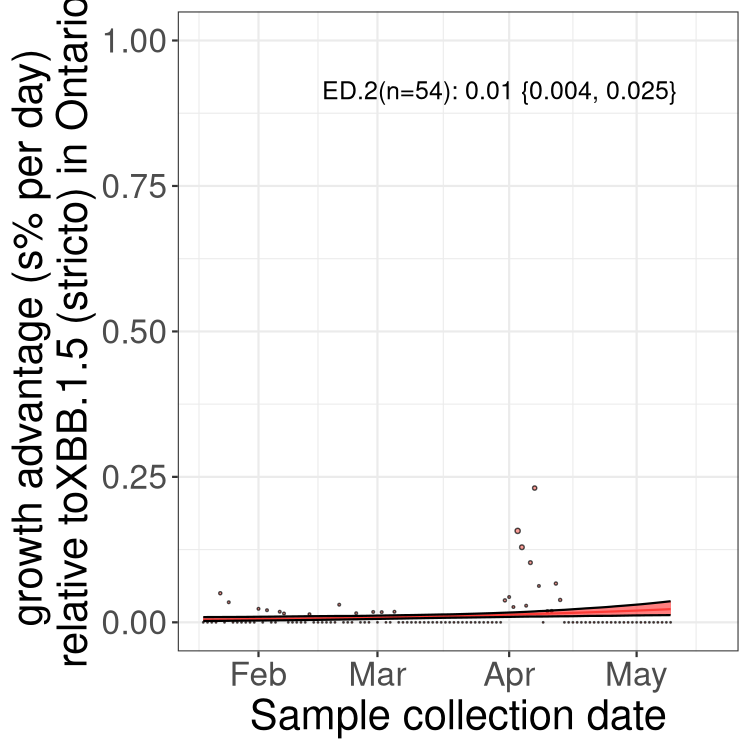 growth advantage (s% per day)
relative toXBB.1.5 (stricto) in Ontario
1.00
0.75
0.50
0.25
0.00
ED.2(n=54): 0.01 {0.004, 0.025}
Feb Mar Apr May
Sample collection date